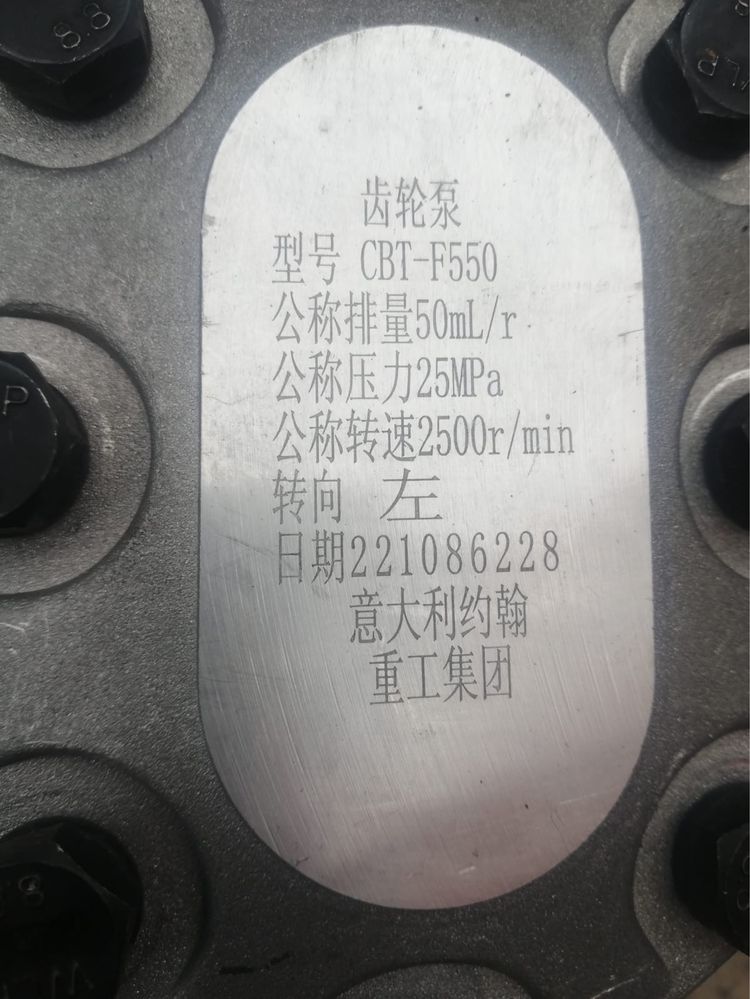 8.8
齿轮泵
型号 CBT-F550
公称排量50mL/r
公称压力25MPa
公称转速2500r/min
转向 左
日期221086228
意大利约翰
重工集团